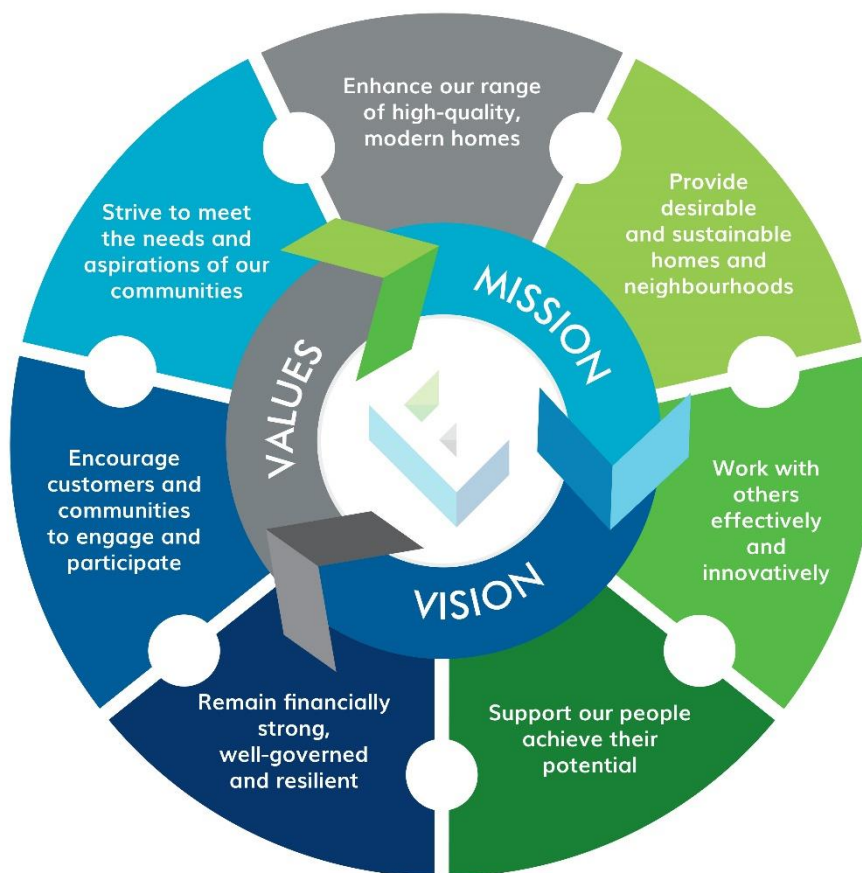 Enhance our range
of high-quality,
modern homes
Provide
desirable
and sustainable
homes and
neighbourhoods
Work with
others
effectively
and
innovatively
Support our people
achieve their
potential
Remain financially
strong,
well-governed
and resilient
Encourage
customers and
communities
to engage and
participate
Strive to meet
the needs and
aspirations of our
communities
MISSION
VISION
VALUES